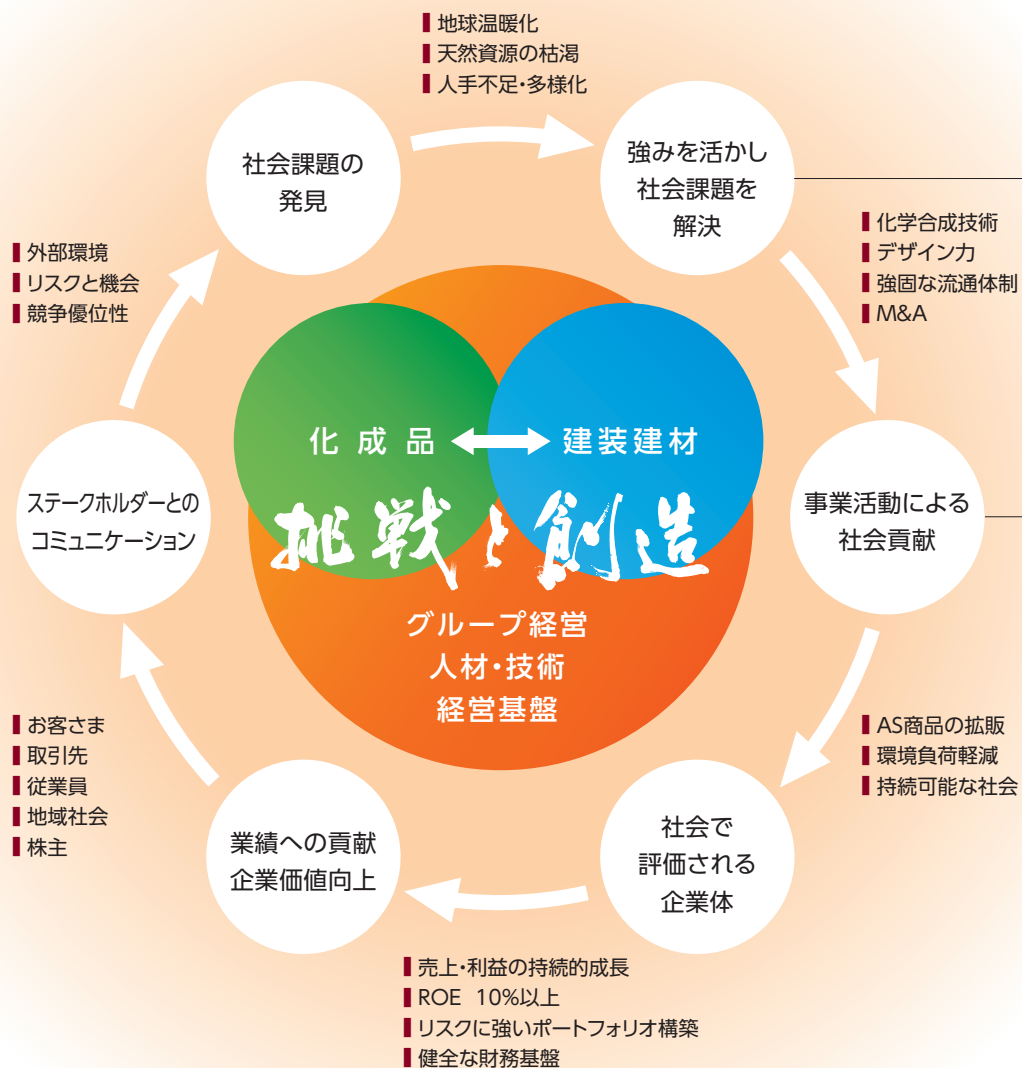 地球温暖化
天然資源の枯渇
人手不足・多様化
社会課題の
発見
強みを活かし
社会課題を
解決
外部環境
リスクと機会
競争優位性
化学合成技術
デザイン力
強固な流通体制
M&A
化成品
建装建材
挑戦と創造
グループ経営
人材・技術
経営基盤
ステークホルダーとの
コミュニケーション
事業活動による
社会貢献
お客さま
取引先
従業員
地域社会
株主
AS商品の拡販
環境負荷軽減
持続可能な社会
業績への貢献
企業価値向上
社会で
評価される
企業体
売上・利益の持続的成長
ROE 10%以上
リスクに強いポートフォリオ構築
健全な財務基盤